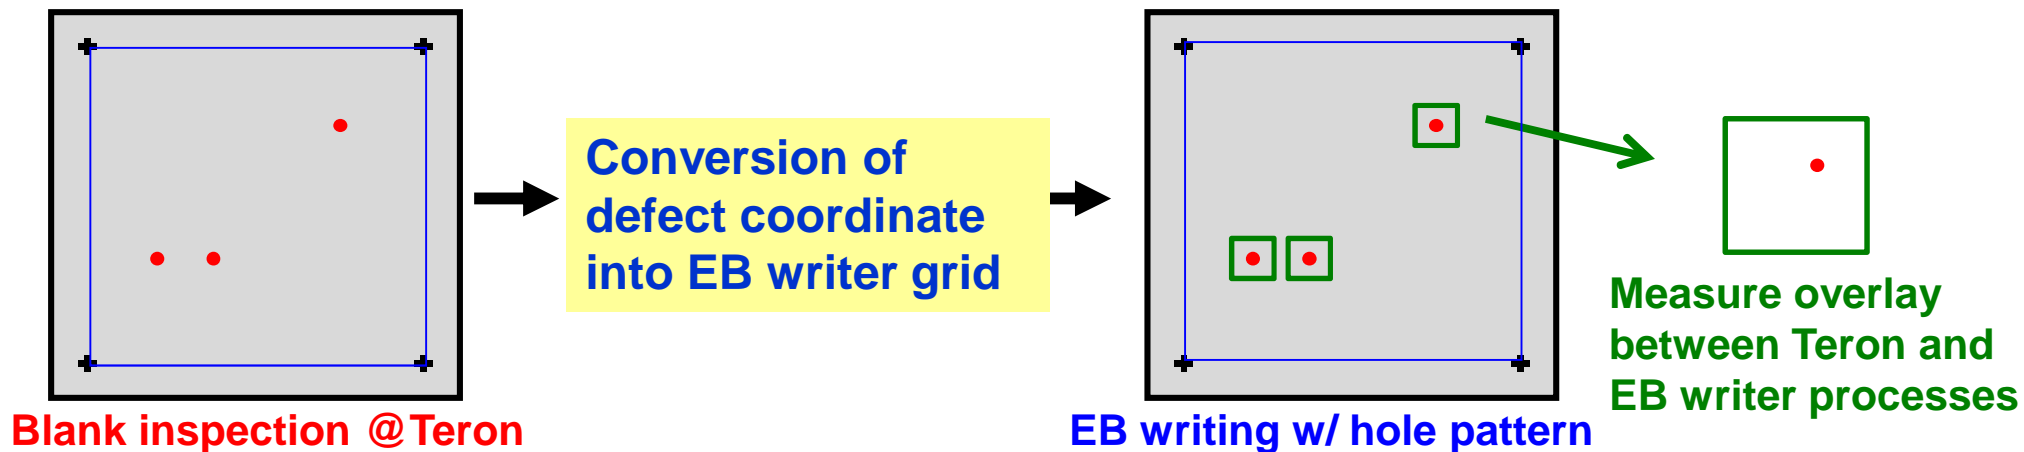 Conversion of
defect coordinate
into EB writer grid
Measure overlay
between Teron and
EB writer processes
Blank inspection @Teron
EB writing w/ hole pattern